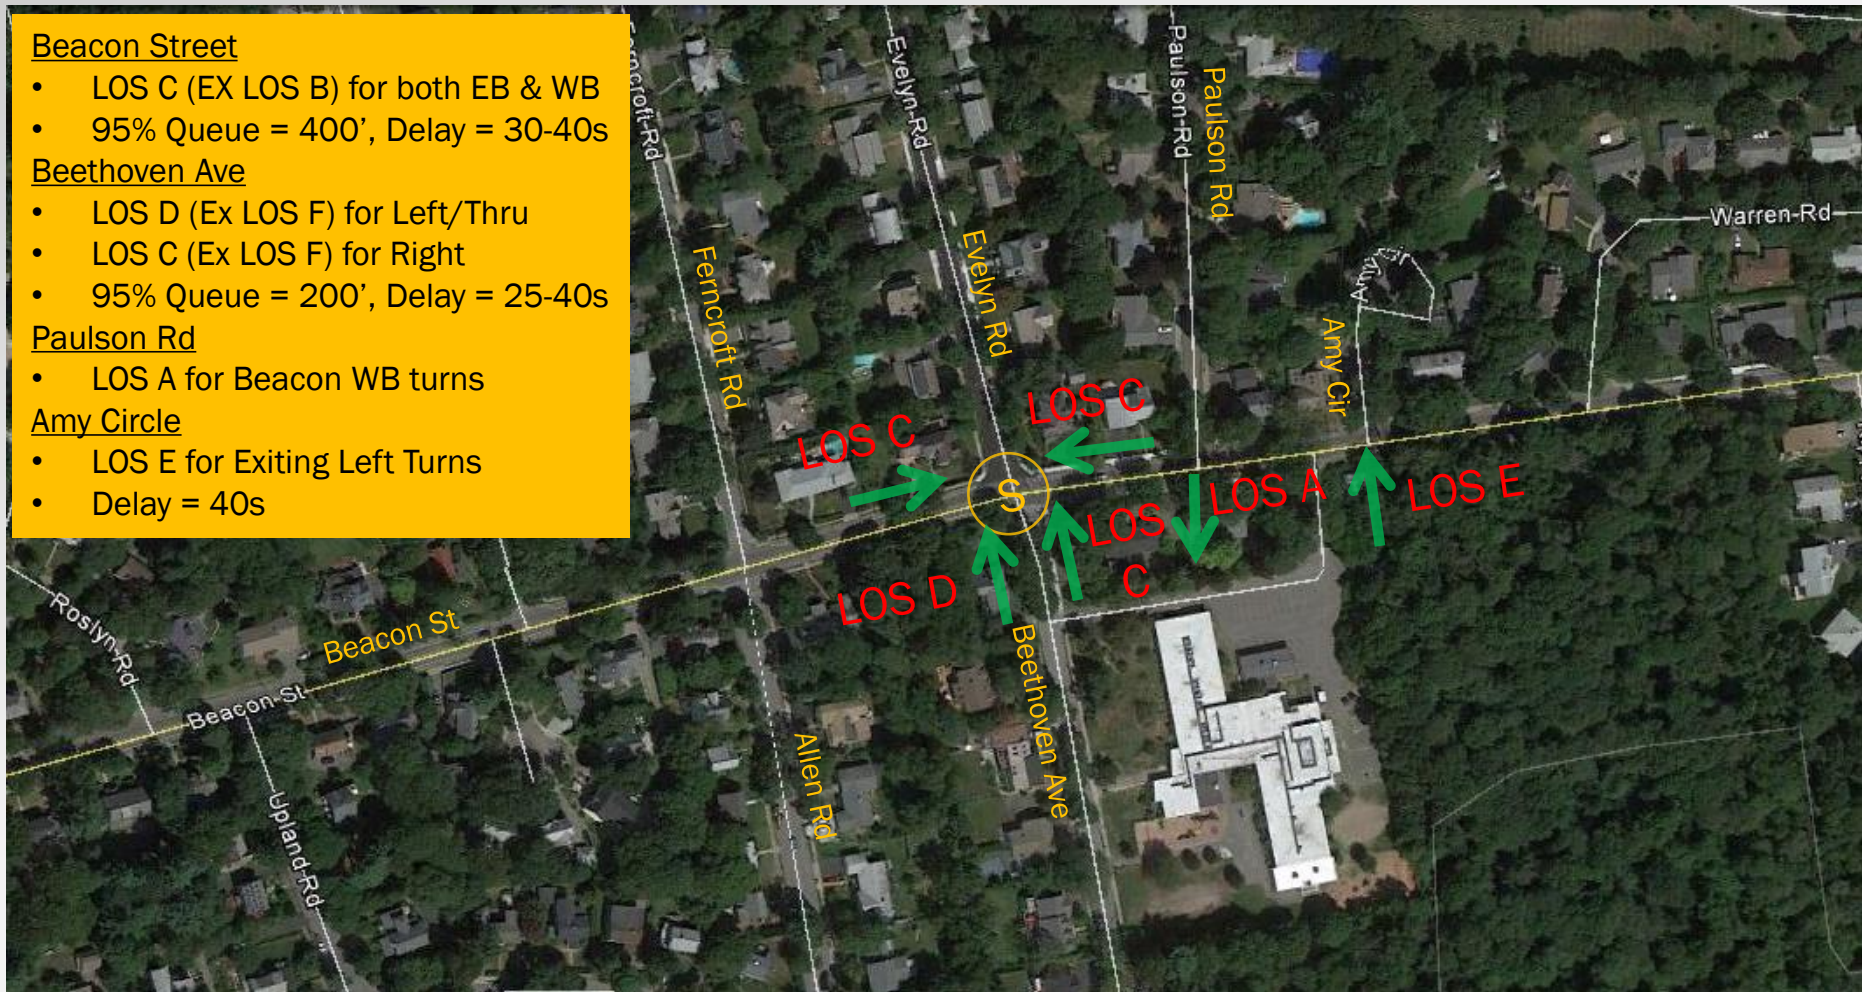 Beacon Street
• LOS C (EX LOS B) for both EB & WB
• 95% Queue = 400’, Delay = 30-40s
Beethoven Ave
• LOS D (Ex LOS F) for Left/Thru
• LOS C (Ex LOS F) for Right
• 95% Queue = 200’, Delay = 25-40s
Paulson Rd
• LOS A for Beacon WB turns
Amy Circle
• LOS E for Exiting Left Turns
• Delay = 40s
Ferncroft-Rd
Evelyn-Rd
Paulson-Rd
Paulson Rd
Warren-Rd
Ferncroft Rd
Evelyn Rd
Amy-Cir
Amy Cir
LOS C
LOS C
S
LOS A
LOS E
LOS
C
LOS D
Roslyn-Rd
Beacon St
Beacon-St
Beethoven Ave
Allen Rd
Upland-Rd